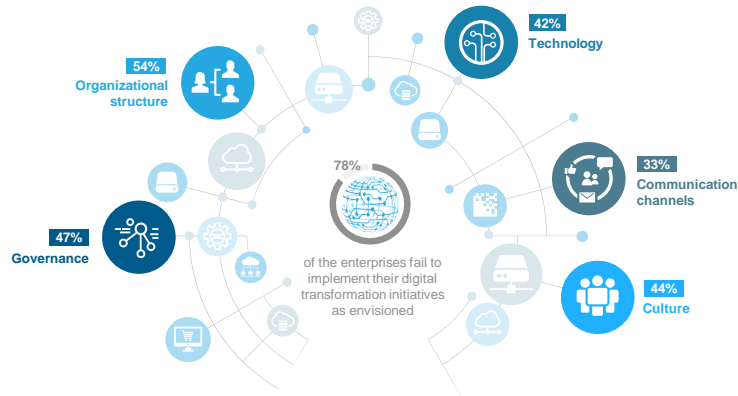 42%
Technology
54%
Organizational
structure
78%
33%
Communication
channels
47%
Governance
of the enterprises fail to
implement their digital
transformation initiatives
as envisioned
44%
Culture